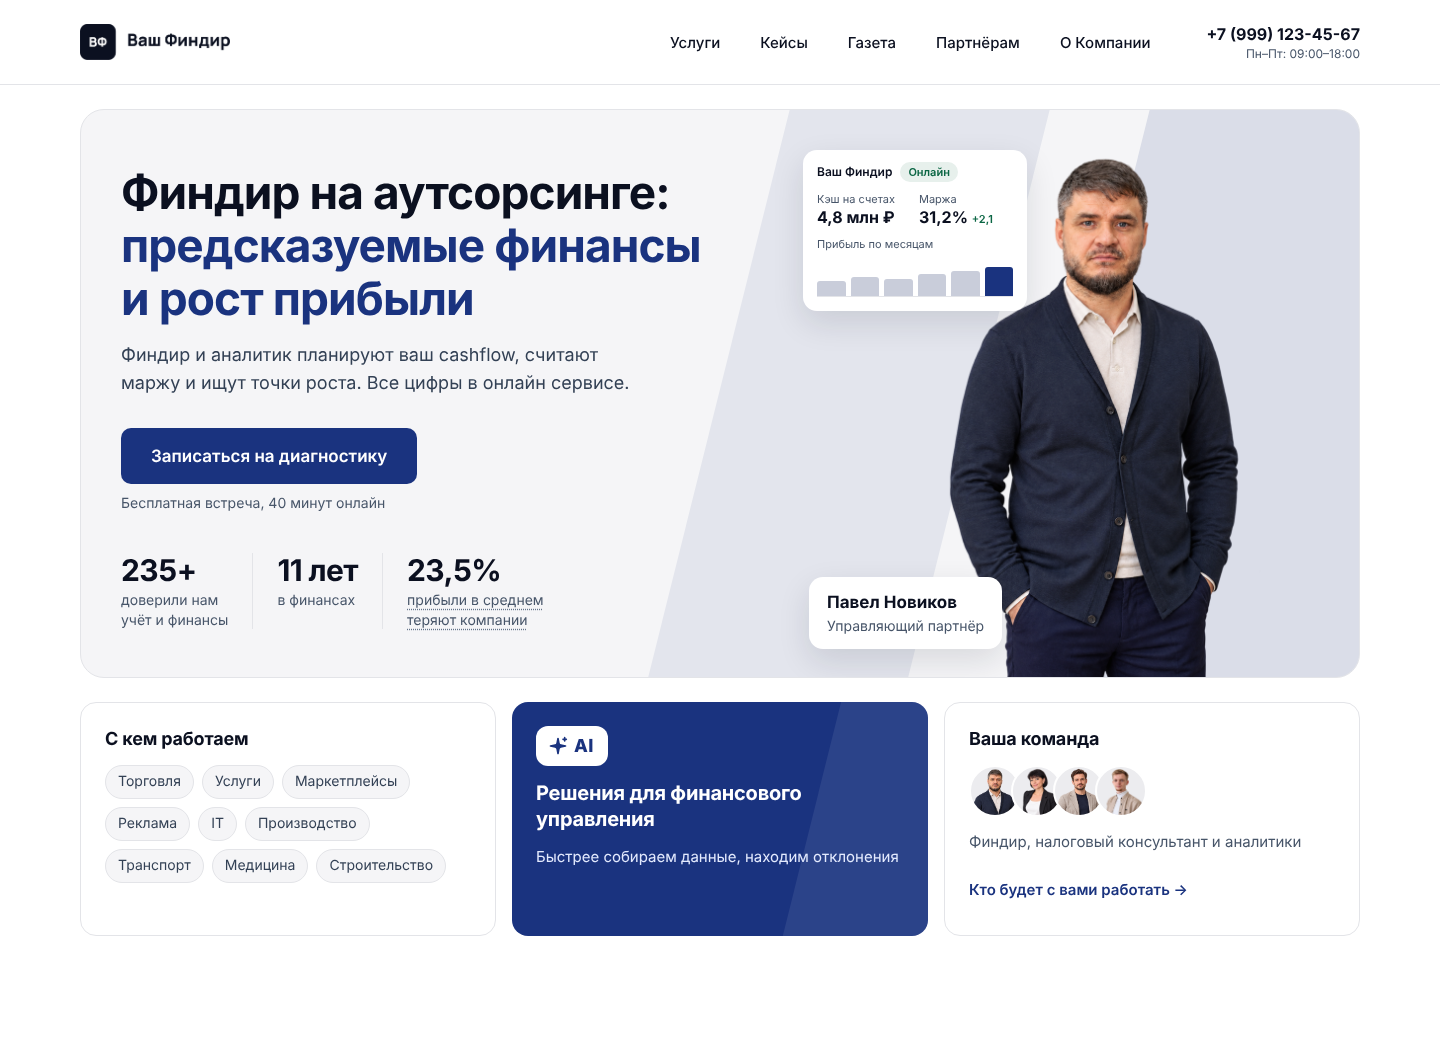 ВФ
Ваш Финдир
Услуги
Кейсы
Газета
Партнёрам
О Компании
+7 (999) 123-45-67
Пн–Пт: 09:00–18:00
Финдир на аутсорсинге:
предсказуемые финансы
и рост прибыли
Финдир и аналитик планируют ваш cashflow, считают
маржу и ищут точки роста. Все цифры в онлайн сервисе.
Записаться на диагностику
Бесплатная встреча, 40 минут онлайн
235+
доверили нам
учёт и финансы
11 лет
в финансах
23,5%
прибыли в среднем
теряют компании
Ваш Финдир
Онлайн
Кэш на счетах
4,8 млн ₽
Маржа
31,2% +2,1
Прибыль по месяцам
Павел Новиков
Управляющий партнёр
С кем работаем
Торговля
Услуги
Маркетплейсы
Реклама
IT
Производство
Транспорт
Медицина
Строительство
AI
Решения для финансового
управления
Быстрее собираем данные, находим отклонения
Ваша команда
Финдир, налоговый консультант и аналитики
Кто будет с вами работать →